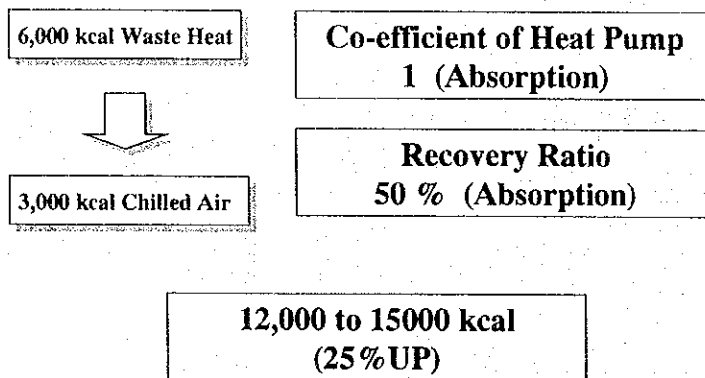 6,000 kcal Waste Heat
Co-efficient of Heat Pump
1 (Absorption)
Recovery Ratio
50 % (Absorption)
3,000 kcal Chilled Air
12,000 to 15000 kcal
(25%UP)